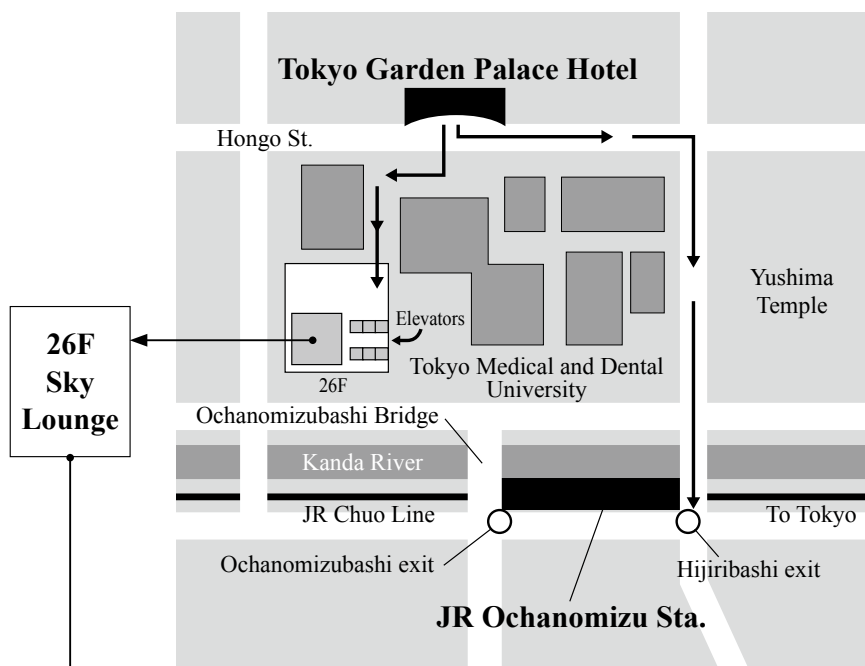 Tokyo Garden Palace Hotel
Hongo St.
Yushima
Temple
Elevators
26F
Sky
Lounge
Tokyo Medical and Dental
University
26F
Ochanomizubashi Bridge
Kanda River
JR Chuo Line
To Tokyo
Ochanomizubashi exit
Hijiribashi exit
JR Ochanomizu Sta.